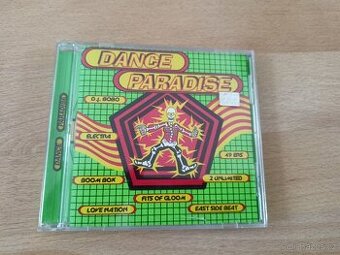 DANCE
PARADISE
D.J. BOBO
ELECTRA
49 ERS
BOOM BOX
2 UNLIMITED
FITS OF GLOOM
LOVE NATION
EAST SIDE BEAT